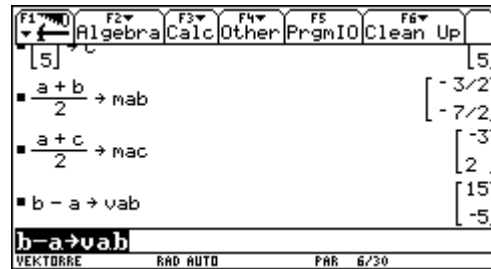 F1 F2 Algebra F3 Calc F4 Other F5 PrgmIO F6 Clean Up
[5] → c [5
■ (a + b)/2 → mab [-3/2
-7/2
■ (a + c)/2 → mac [-3
2
■ b - a → vab [15
-5
b-a→vab
VEKTORRE RAD AUTO PAR 6/30